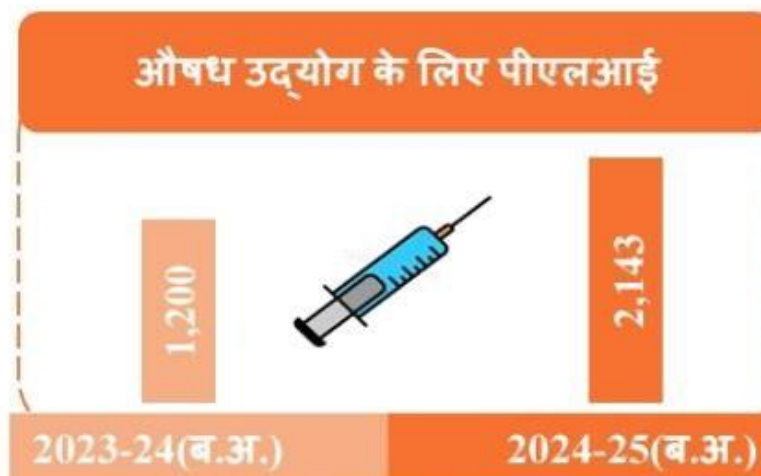 औषध उद्‌योग के लिए पीएलआई
1,200
2,143
2023-24(ब.अ.)
2024-25(ब.अ.)